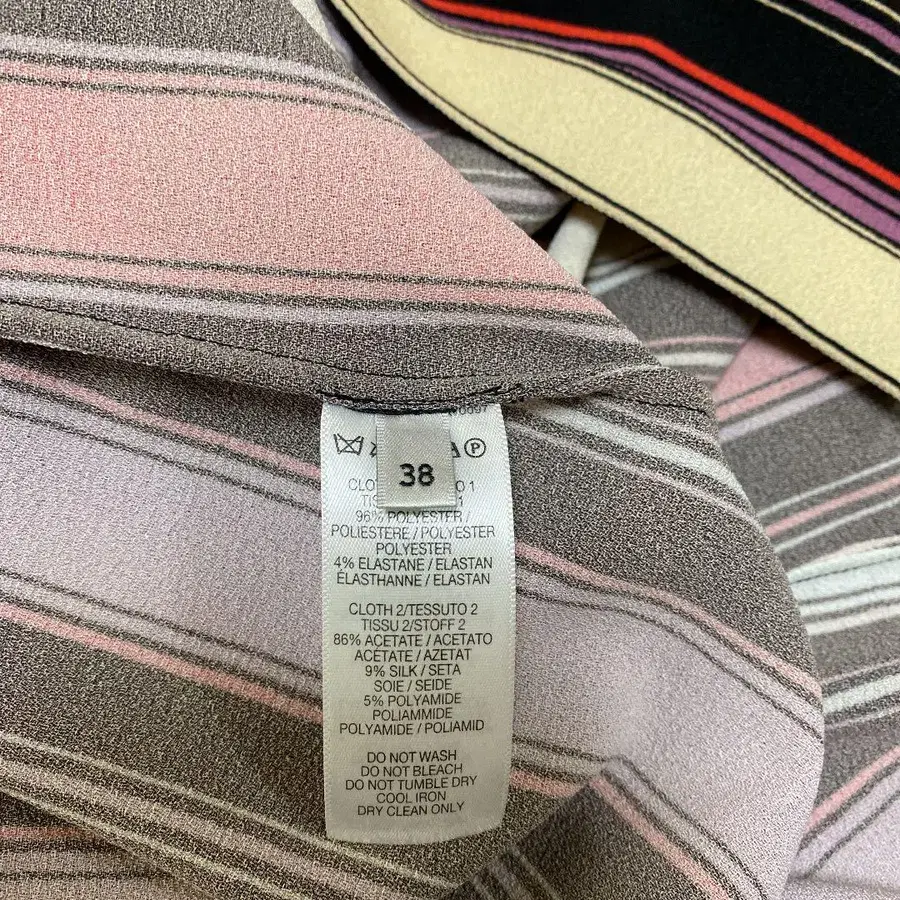 P
38
96% POLYESTER /
POLIESTERE / POLYESTER
POLYESTER
4% ELASTANE / ELASTAN
ÉLASTHANNE / ELASTAN
CLOTH 2/TESSUTO 2
TISSU 2/STOFF 2
86% ACETATE / ACETATO
ACETATE / AZETAT
9% SILK / SETA
SOIE / SEIDE
5% POLYAMIDE
POLIAMMIDE
POLYAMIDE / POLIAMID
DO NOT WASH
DO NOT BLEACH
DO NOT TUMBLE DRY
COOL IRON
DRY CLEAN ONLY